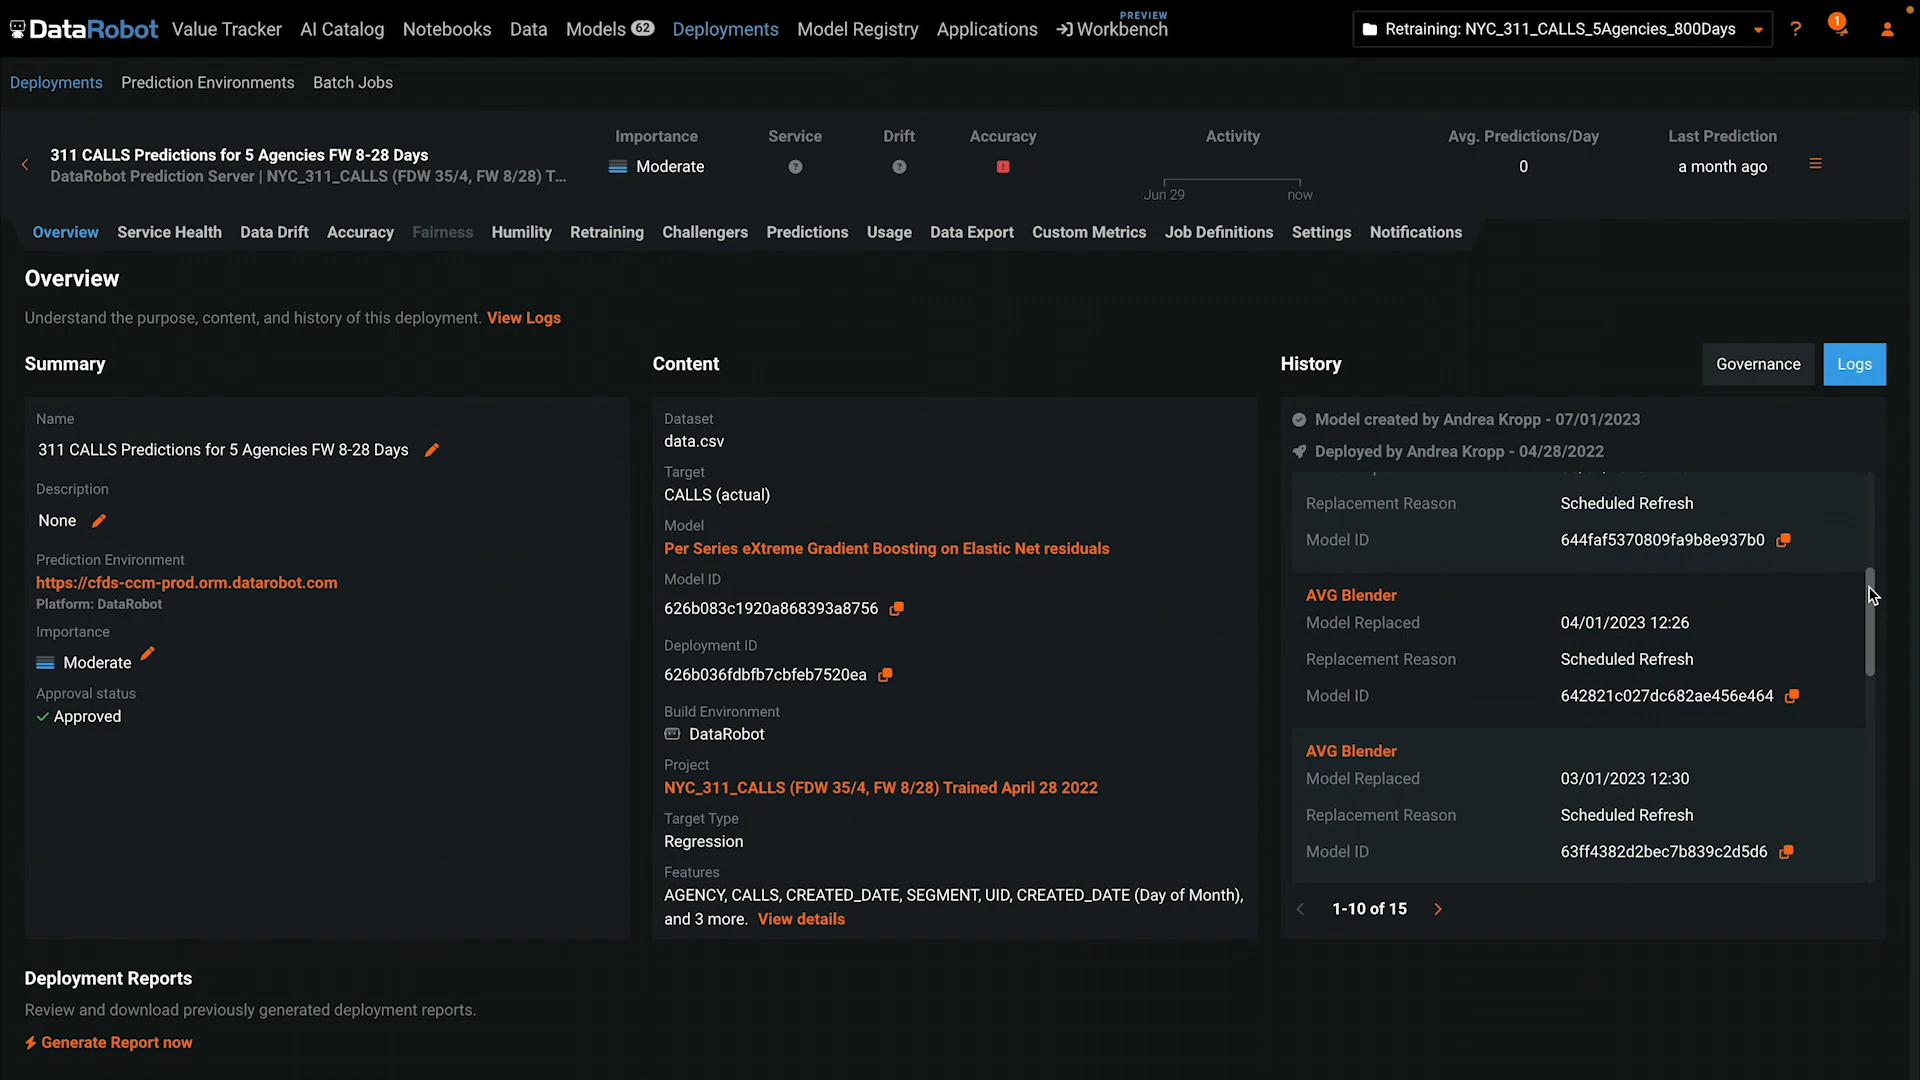 DataRobot Value Tracker AI Catalog Notebooks Data Models 62 Deployments Model Registry Applications Workbench PREVIEW Retraining: NYC_311_CALLS_5Agencies_800Days ? 1
Deployments Prediction Environments Batch Jobs
Importance Service Drift Accuracy Activity Avg. Predictions/Day Last Prediction
311 CALLS Predictions for 5 Agencies FW 8-28 Days
Moderate ? ? ! 0 a month ago
DataRobot Prediction Server | NYC_311_CALLS (FDW 35/4, FW 8/28) T...
Jun 29 now
Overview Service Health Data Drift Accuracy Fairness Humility Retraining Challengers Predictions Usage Data Export Custom Metrics Job Definitions Settings Notifications
Overview
Understand the purpose, content, and history of this deployment. View Logs
Summary
Name
311 CALLS Predictions for 5 Agencies FW 8-28 Days
Description
None
Prediction Environment
https://cfds-ccm-prod.orm.datarobot.com
Platform: DataRobot
Importance
Moderate
Approval status
Approved
Content
Dataset
data.csv
Target
CALLS (actual)
Model
Per Series eXtreme Gradient Boosting on Elastic Net residuals
Model ID
626b083c1920a868393a8756
Deployment ID
626b036fdbfb7cbfeb7520ea
Build Environment
DataRobot
Project
NYC_311_CALLS (FDW 35/4, FW 8/28) Trained April 28 2022
Target Type
Regression
Features
AGENCY, CALLS, CREATED_DATE, SEGMENT, UID, CREATED_DATE (Day of Month),
and 3 more. View details
History Governance Logs
Model created by Andrea Kropp - 07/01/2023
Deployed by Andrea Kropp - 04/28/2022
Replacement Reason Scheduled Refresh
Model ID 644faf5370809fa9b8e937b0
AVG Blender
Model Replaced 04/01/2023 12:26
Replacement Reason Scheduled Refresh
Model ID 642821c027dc682ae456e464
AVG Blender
Model Replaced 03/01/2023 12:30
Replacement Reason Scheduled Refresh
Model ID 63ff4382d2bec7b839c2d5d6
1-10 of 15
Deployment Reports
Review and download previously generated deployment reports.
Generate Report now